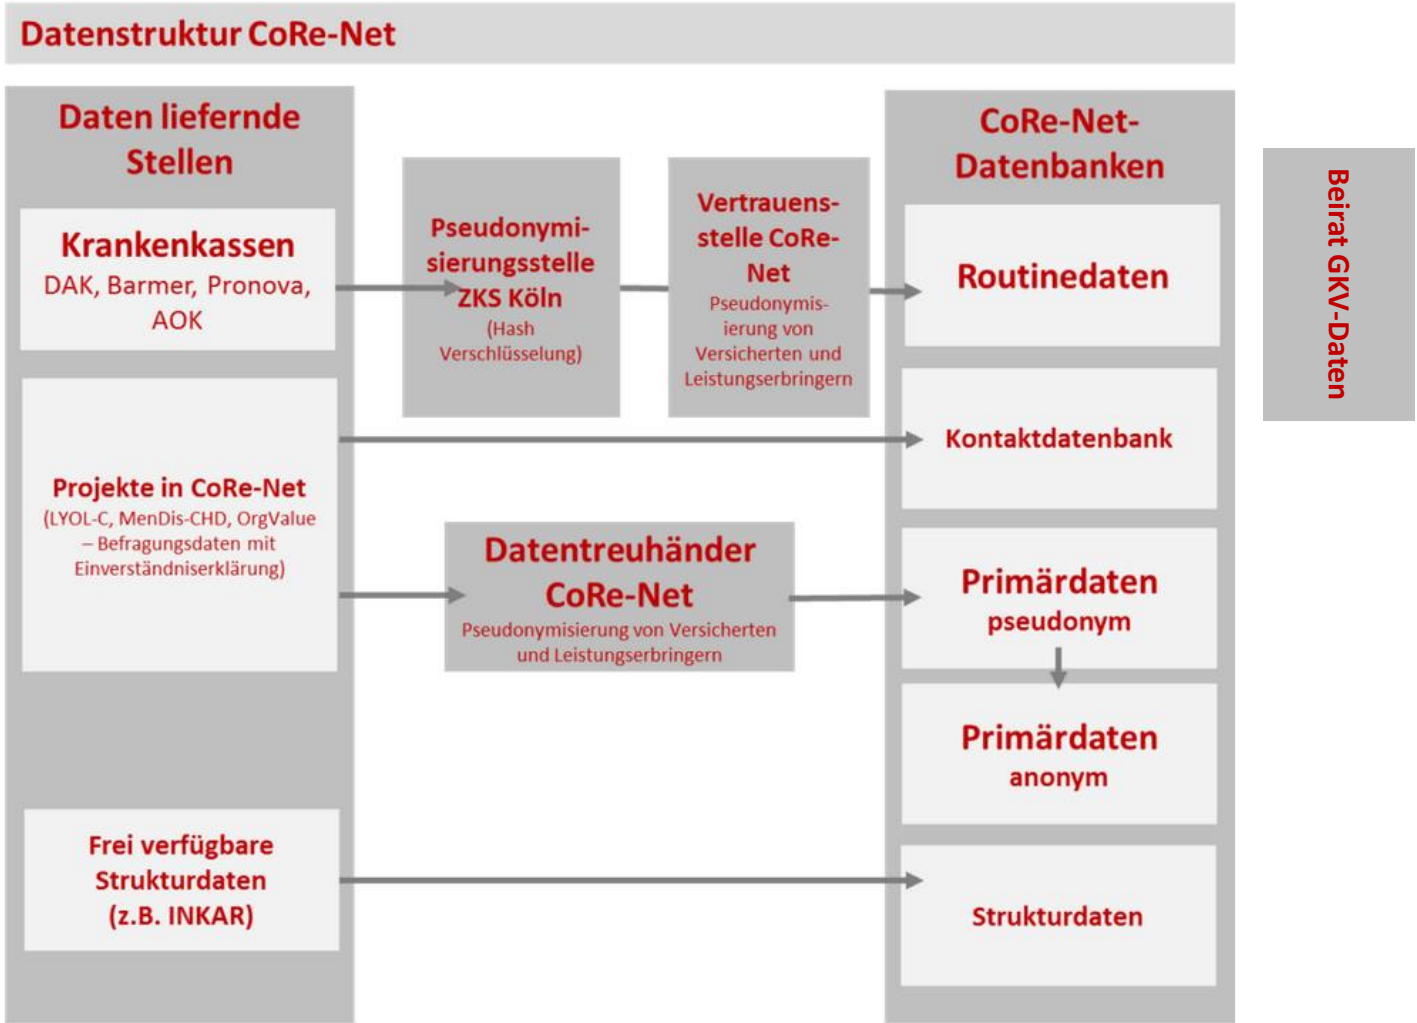 Datenstruktur CoRe-Net
Daten liefernde
Stellen
Krankenkassen
DAK, Barmer, Pronova,
AOK
Projekte in CoRe-Net
(LYOL-C, MenDis-CHD, OrgValue
– Befragungsdaten mit
Einverständniserklärung)
Frei verfügbare
Strukturdaten
(z.B. INKAR)
Pseudonymi-
sierungsstelle
ZKS Köln
(Hash
Verschlüsselung)
Vertrauens-
stelle CoRe-
Net
Pseudonymis-
ierung von
Versicherten und
Leistungserbringern
Datentreuhänder
CoRe-Net
Pseudonymisierung von Versicherten
und Leistungserbringern
CoRe-Net-
Datenbanken
Routinedaten
Kontaktdatenbank
Primärdaten
pseudonym
Primärdaten
anonym
Strukturdaten
Beirat GKV-Daten